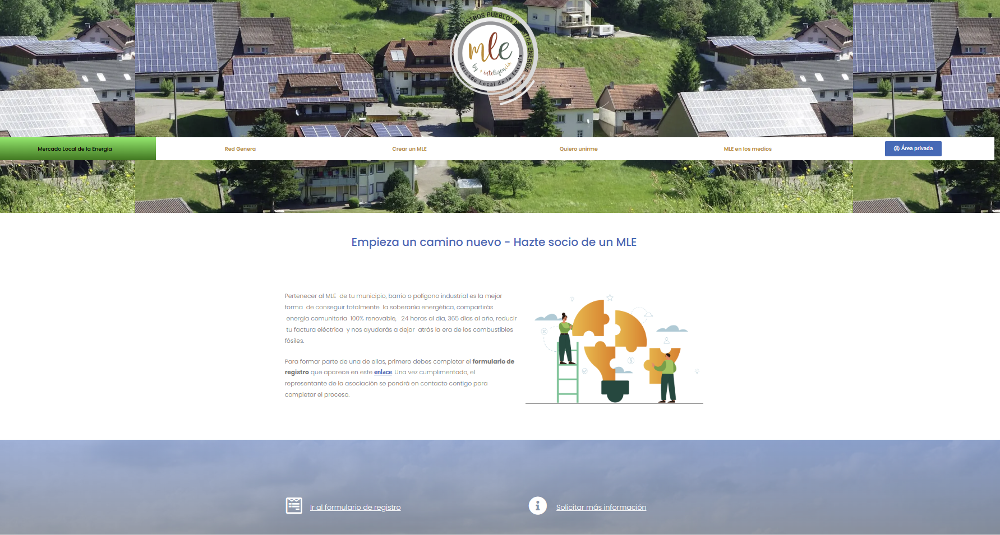 ESTROS PUEBLOS N ESTRA ENERGÍA
mle
by + inteligencia
Mercado Local de la Energía
Mercado Local de la Energía
Red Genera
Crear un MLE
Quiero unirme
MLE en los medios
Área privada
Empieza un camino nuevo - Hazte socio de un MLE
Pertenecer al MLE de tu municipio, barrio o polígono industrial es la mejor
forma de conseguir totalmente la soberanía energética, compartirás
energía comunitaria 100% renovable, 24 horas al día, 365 días al año, reducir
tu factura eléctrica y nos ayudarás a dejar atrás la era de los combustibles
fósiles.
Para formar parte de una de ellas, primero debes completar el formulario de
registro que aparece en este enlace. Una vez cumplimentado, el
representante de la asociación se pondrá en contacto contigo para
completar el proceso.
Ir al formulario de registro
Solicitar más información